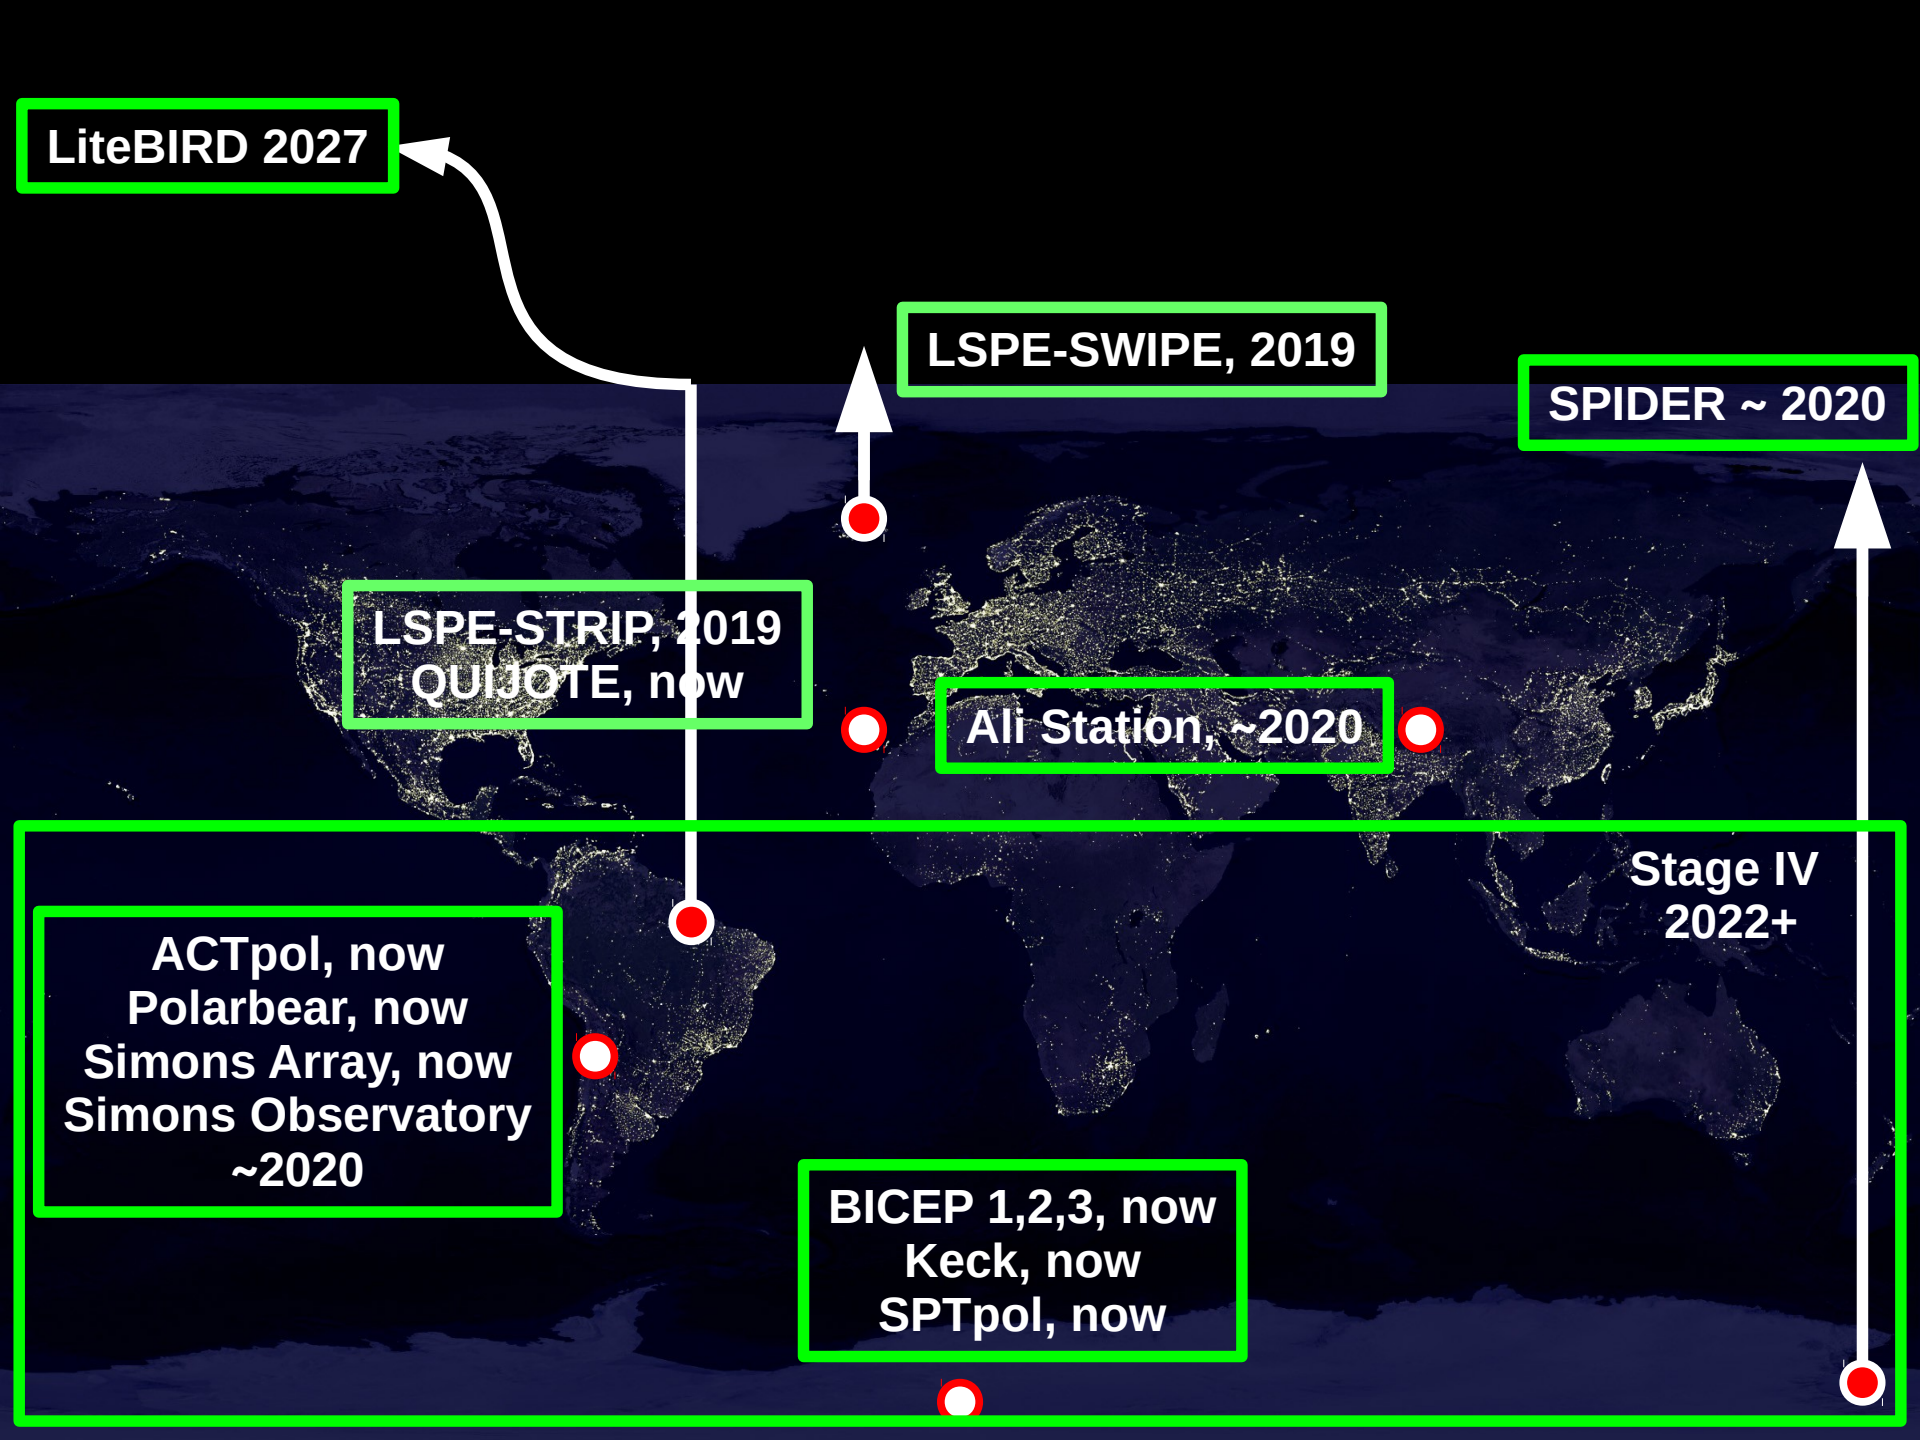 LiteBIRD 2027
LSPE-SWIPE, 2019
SPIDER ~ 2020
LSPE-STRIP, 2019
QUIJOTE, now
Ali Station, ~2020
Stage IV
2022+
ACTpol, now
Polarbear, now
Simons Array, now
Simons Observatory
~2020
BICEP 1,2,3, now
Keck, now
SPTpol, now